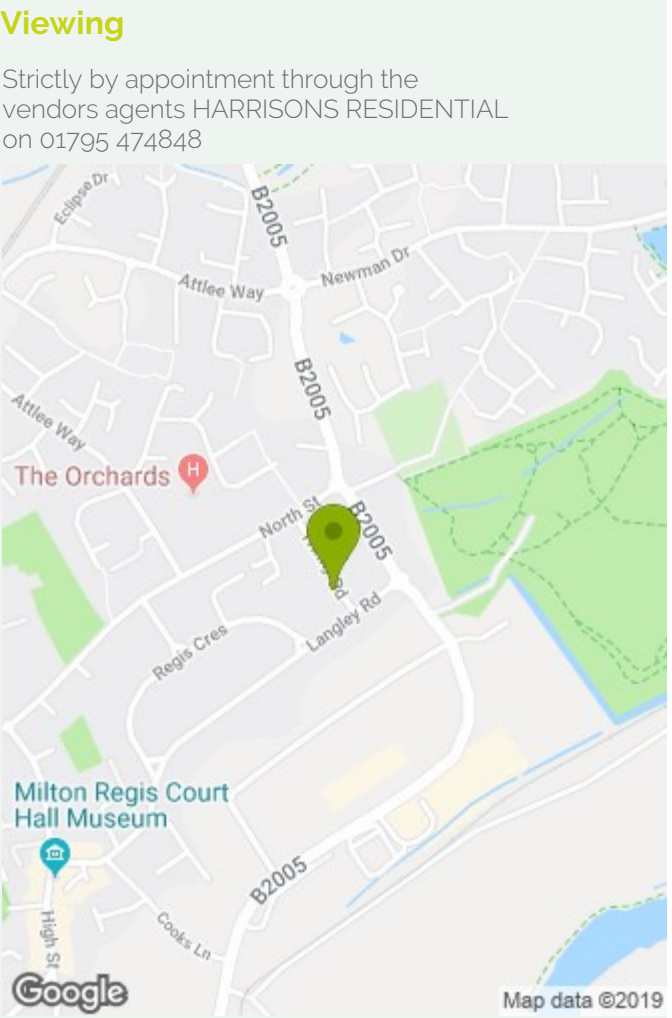 Viewing
Strictly by appointment through the
vendors agents HARRISONS RESIDENTIAL
on 01795 474848
Eclipse Dr
B2005
Newman Dr
Attlee Way
B2005
Attlee Way
The Orchards
H
North St
B2005
Rd
Langley Rd
Regis Cres
Milton Regis Court
Hall Museum
B2005
High St
Cooks Ln
Google
Map data ©2019